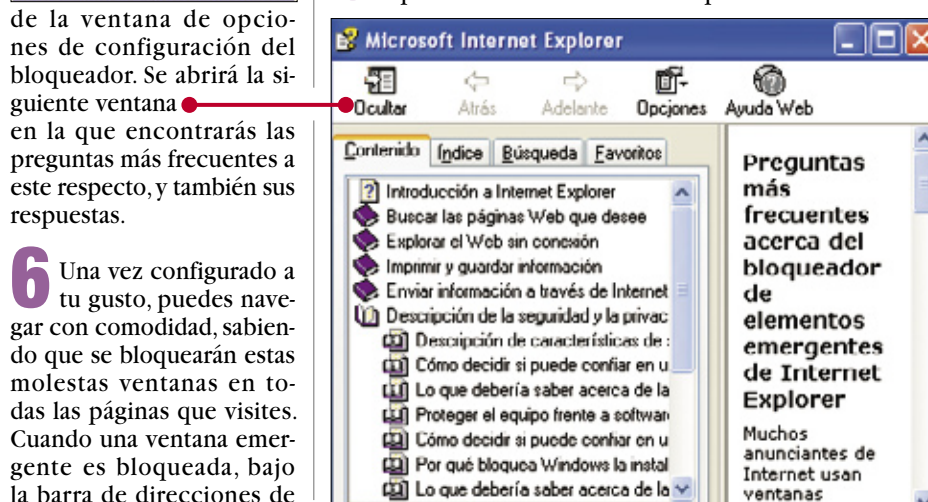 de la ventana de opcio-
nes de configuración del
bloqueador. Se abrirá la si-
guiente ventana
en la que encontrarás las
preguntas más frecuentes a
este respecto, y también sus
respuestas.
6 Una vez configurado a
tu gusto, puedes nave-
gar con comodidad, sabien-
do que se bloquearán estas
molestas ventanas en to-
das las páginas que visites.
Cuando una ventana emer-
gente es bloqueada, bajo
la barra de direcciones de
Microsoft Internet Explorer
Ocultar Atrás Adelante Opciones Ayuda Web
Contenido Índice Búsqueda Favoritos
Introducción a Internet Explorer
Buscar las páginas Web que desee
Explorar el Web sin conexión
Imprimir y guardar información
Enviar información a través de Internet
Descripción de la seguridad y la privac
Descripción de características de
Cómo decidir si puede confiar en u
Lo que debería saber acerca de la
Proteger el equipo frente a software
Cómo decidir si puede confiar en u
Por qué bloquea Windows la instal
Lo que debería saber acerca de la
Preguntas
más
frecuentes
acerca del
bloqueador
de
elementos
emergentes
de Internet
Explorer
Muchos
anunciantes de
Internet usan
ventanas